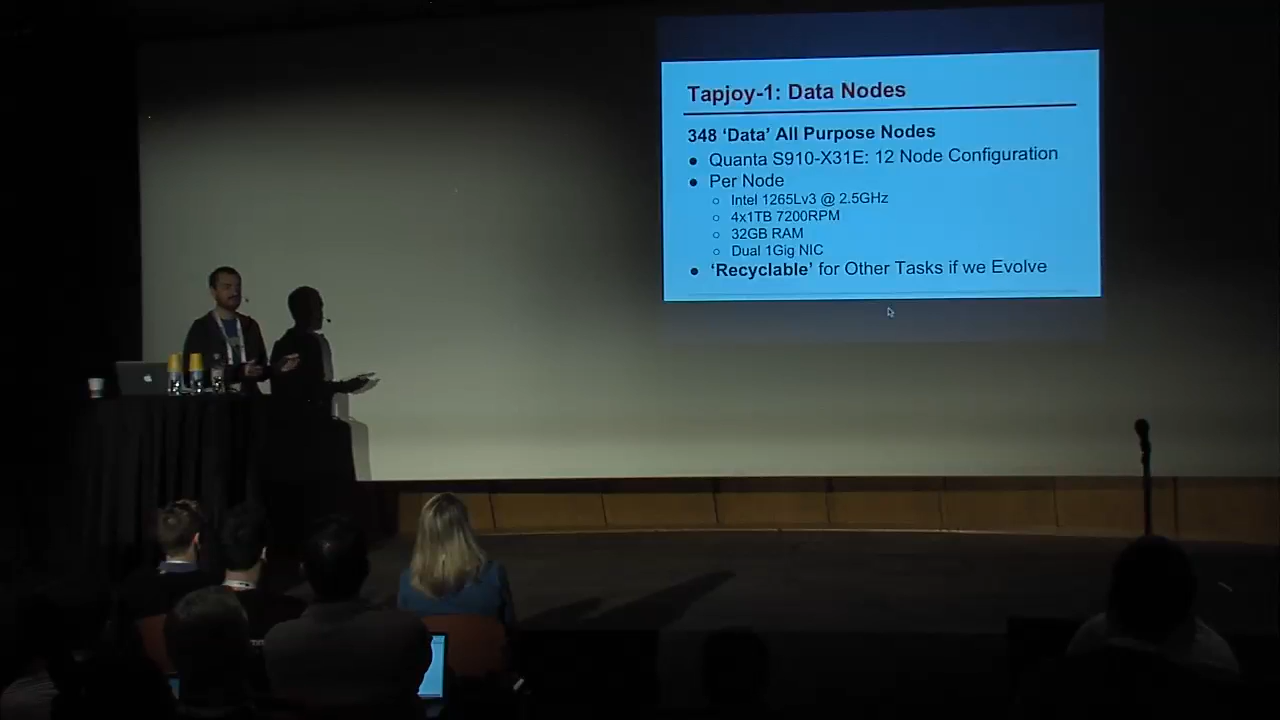 Tapjoy-1: Data Nodes
348 ‘Data’ All Purpose Nodes
● Quanta S910-X31E: 12 Node Configuration
● Per Node
○ Intel 1265Lv3 @ 2.5GHz
○ 4x1TB 7200RPM
○ 32GB RAM
○ Dual 1Gig NIC
● ‘Recyclable’ for Other Tasks if we Evolve